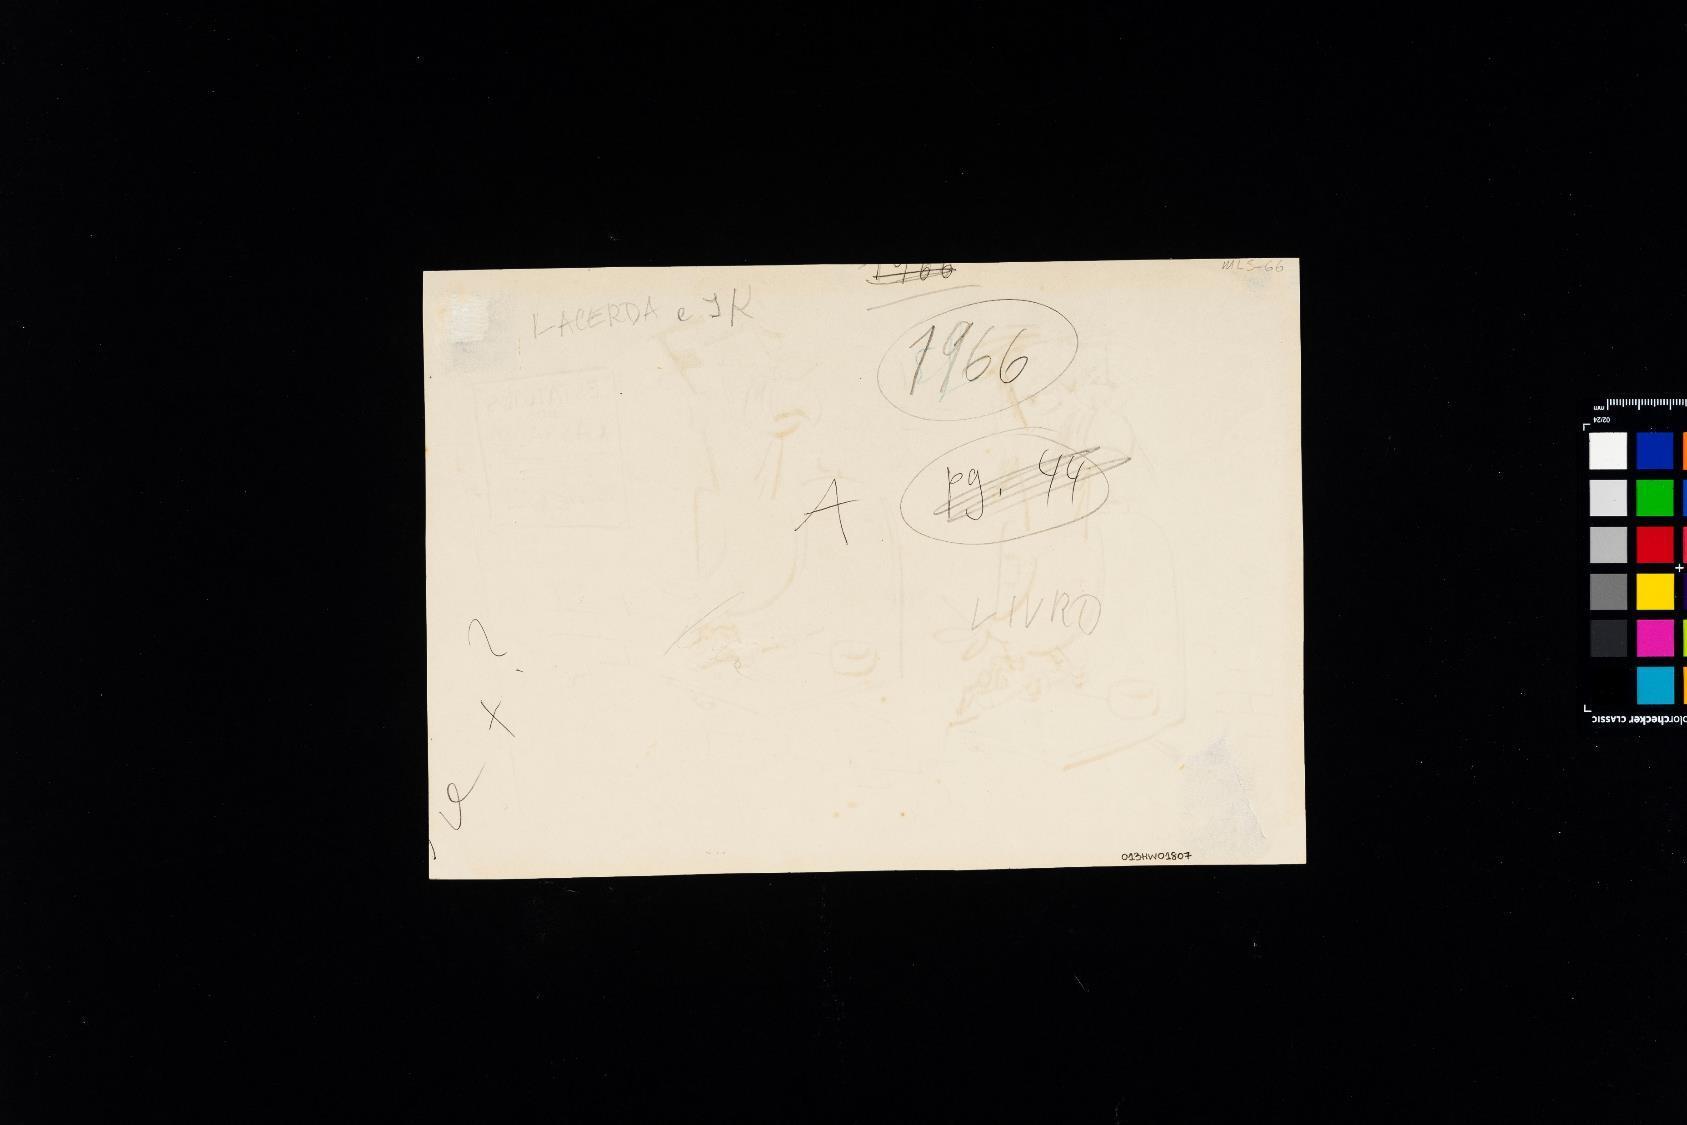 1966
MLS-66
LACERDA e JK
1966
pg. 44
A
LIVRO
?
x
013HW01807